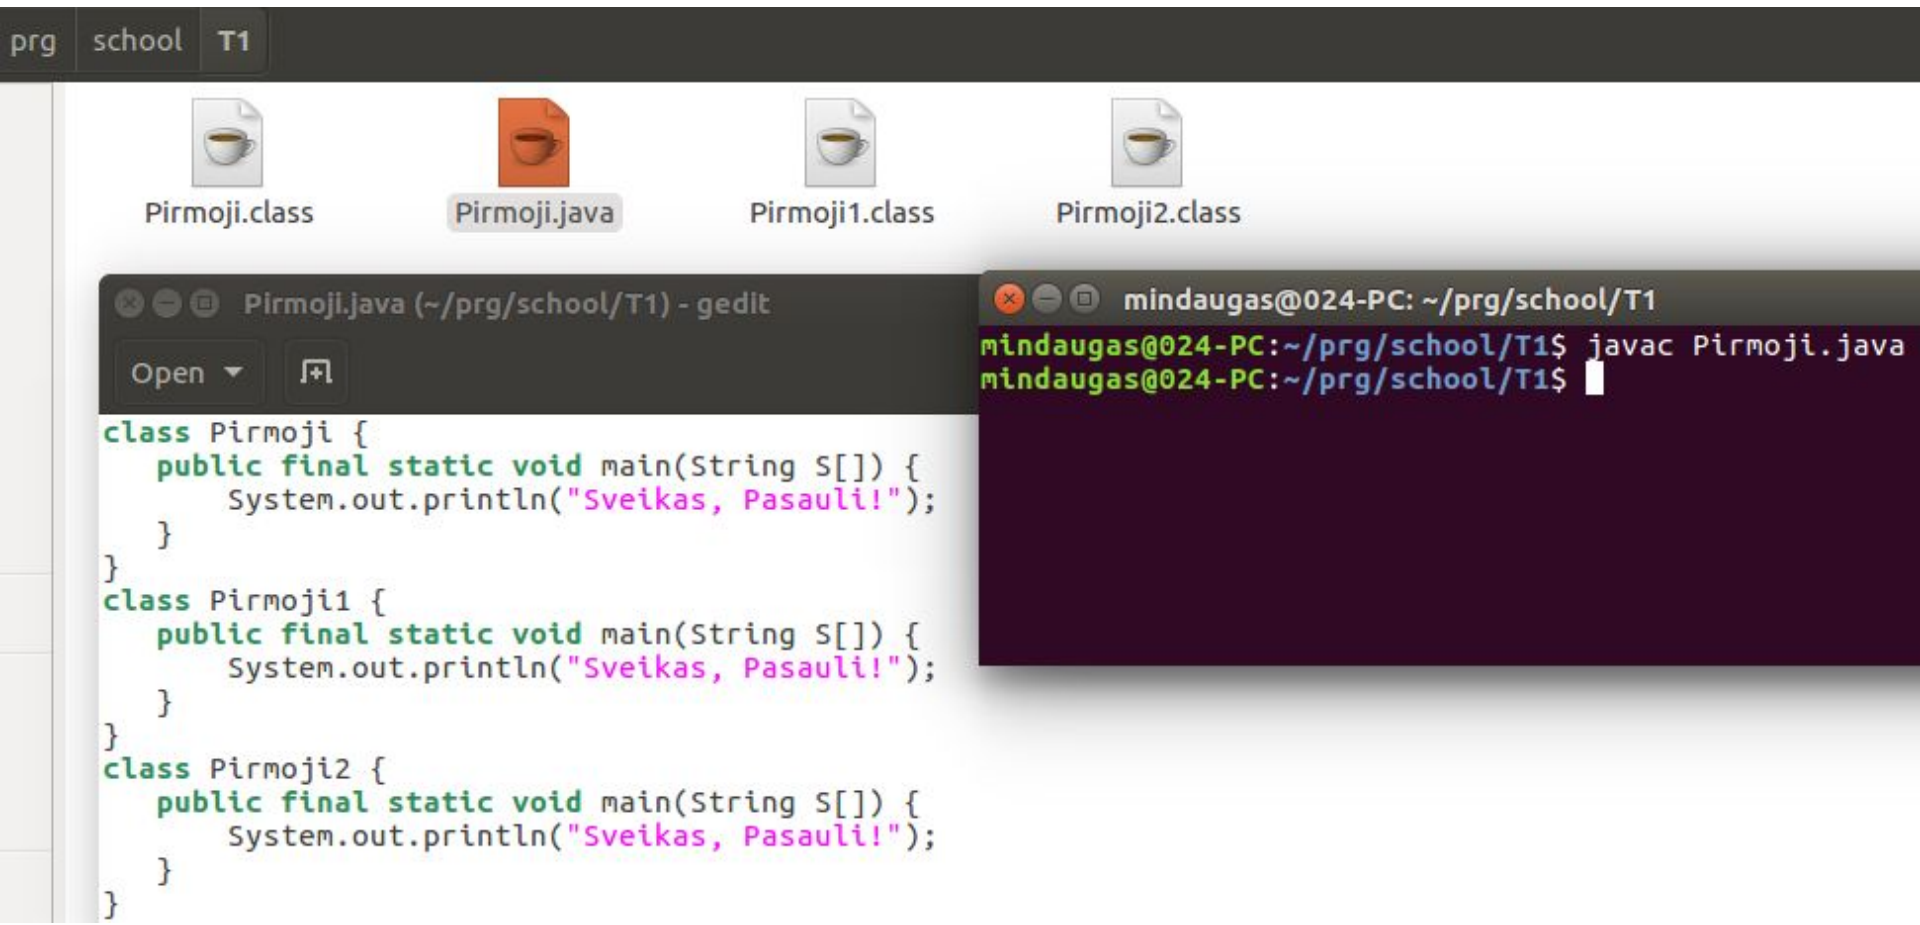 prg school T1
Pirmoji.class Pirmoji.java Pirmoji1.class Pirmoji2.class
Pirmoji.java (~/prg/school/T1) - gedit
Open
class Pirmoji {
public final static void main(String S[]) {
System.out.println("Sveikas, Pasauli!");
}
}
class Pirmoji1 {
public final static void main(String S[]) {
System.out.println("Sveikas, Pasauli!");
}
}
class Pirmoji2 {
public final static void main(String S[]) {
System.out.println("Sveikas, Pasauli!");
}
}
mindaugas@024-PC: ~/prg/school/T1
mindaugas@024-PC:~/prg/school/T1$ javac Pirmoji.java
mindaugas@024-PC:~/prg/school/T1$